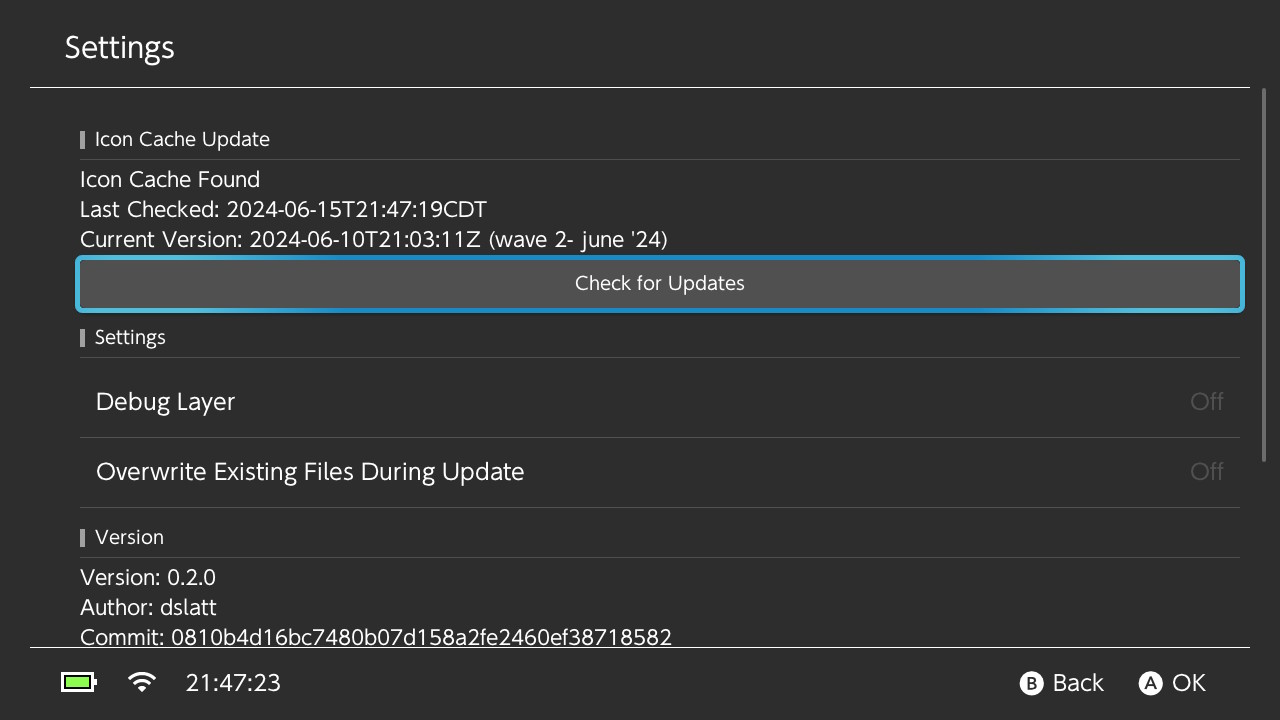 Settings
Icon Cache Update
Icon Cache Found
Last Checked: 2024-06-15T21:47:19CDT
Current Version: 2024-06-10T21:03:11Z (wave 2- june '24)
Check for Updates
Settings
Debug Layer Off
Overwrite Existing Files During Update Off
Version
Version: 0.2.0
Author: dslatt
Commit: 0810b4d16bc7480b07d158a2fe2460ef38718582
21:47:23 B Back A OK